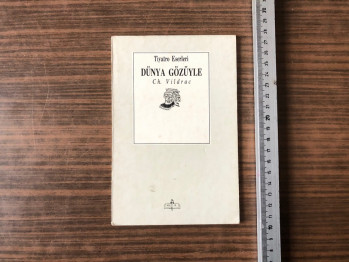 Tiyatro Eserleri
DÜNYA GÖZÜYLE
Ch. Vildrac